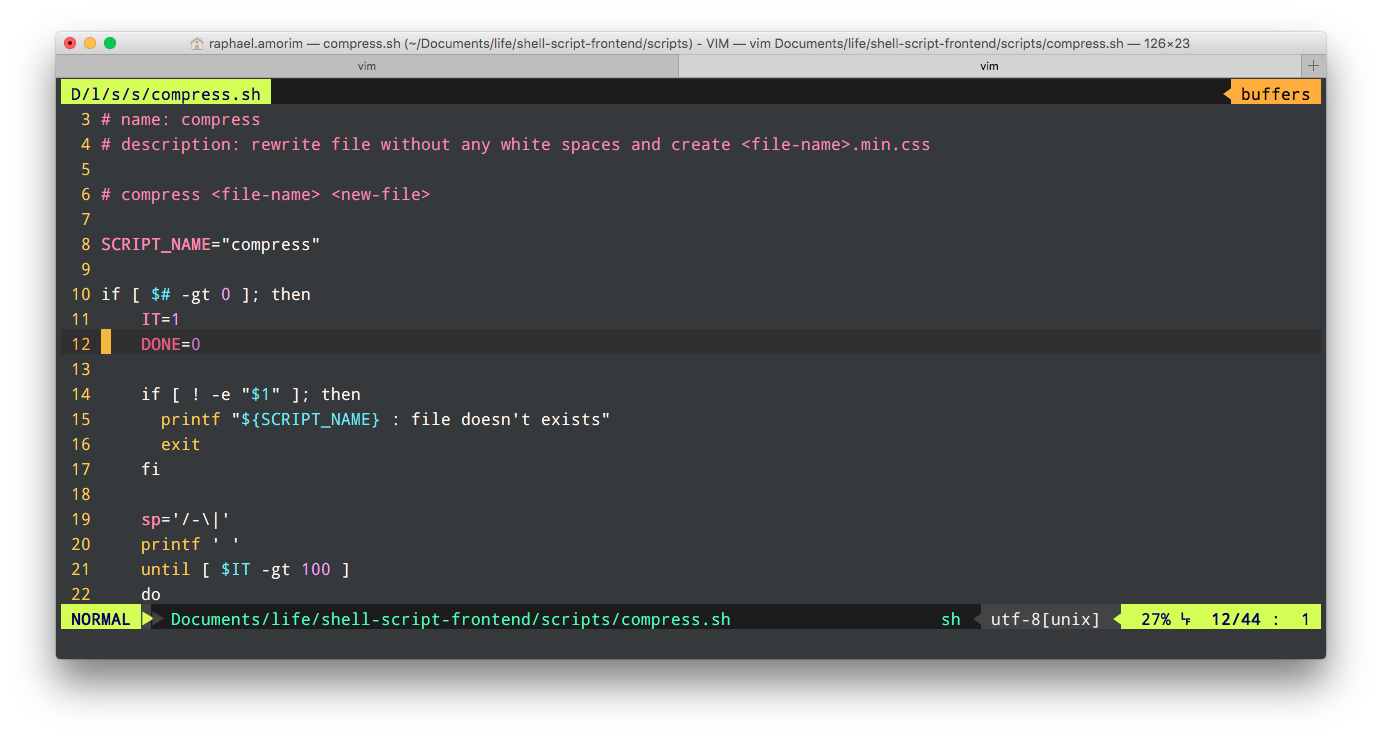 raphael.amorim — compress.sh (~/Documents/life/shell-script-frontend/scripts) - VIM — vim Documents/life/shell-script-frontend/scripts/compress.sh — 126×23
vim vim +
D/l/s/s/compress.sh buffers
3 # name: compress
4 # description: rewrite file without any white spaces and create <file-name>.min.css
5
6 # compress <file-name> <new-file>
7
8 SCRIPT_NAME="compress"
9
10 if [ $# -gt 0 ]; then
11     IT=1
12     DONE=0
13
14     if [ ! -e "$1" ]; then
15       printf "${SCRIPT_NAME} : file doesn't exists"
16       exit
17     fi
18
19     sp='/-\|'
20     printf ' '
21     until [ $IT -gt 100 ]
22     do
NORMAL Documents/life/shell-script-frontend/scripts/compress.sh sh utf-8[unix] 27% ␊ 12/44 : 1